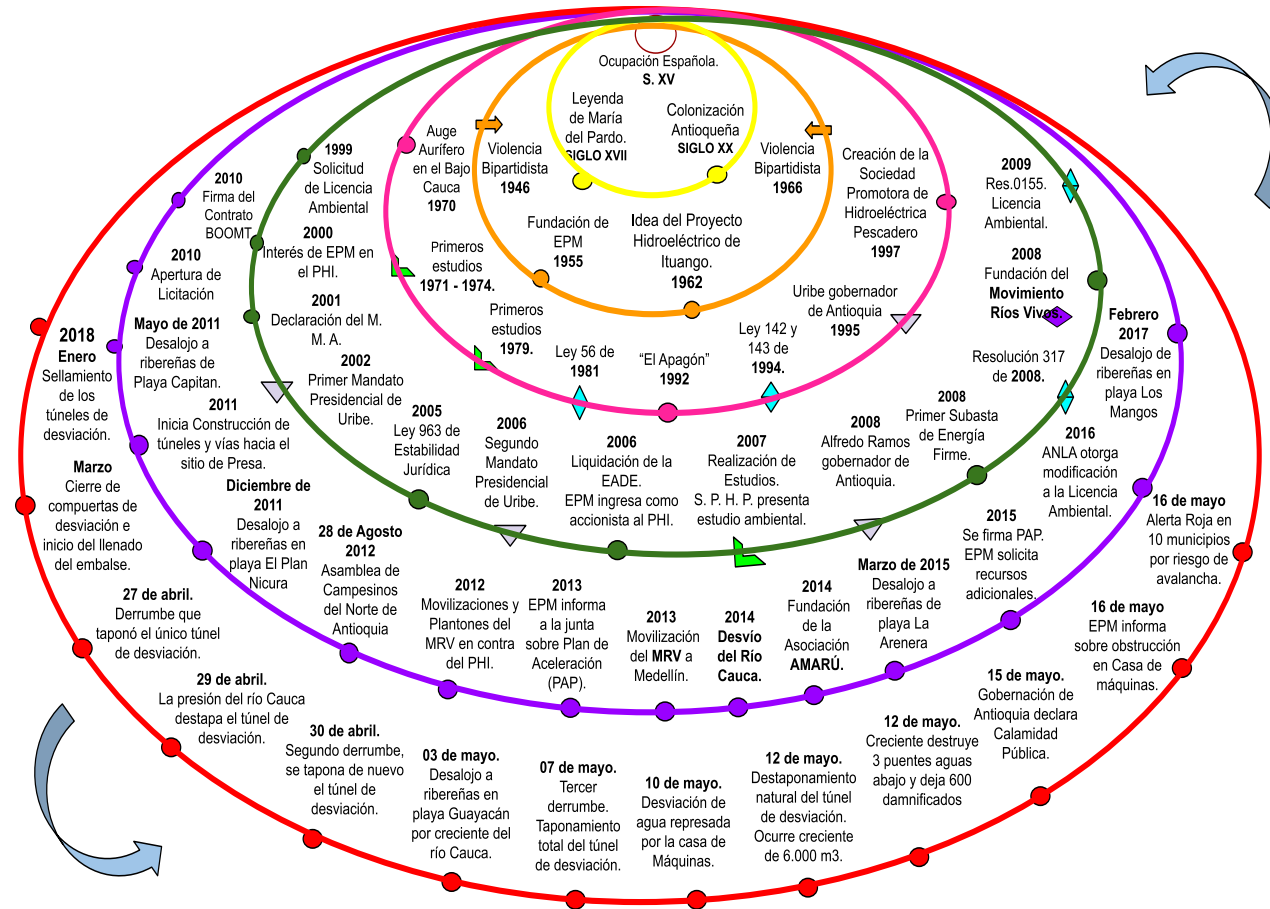 Ocupación Española.
S. XV
Leyenda
de María
del Pardo.
SIGLO XVII
Colonización
Antioqueña
SIGLO XX
Violencia
Bipartidista
1946
Fundación de
EPM
1955
Idea del Proyecto
Hidroeléctrico de
Ituango.
1962
Violencia
Bipartidista
1966
Auge
Aurífero
en el Bajo
Cauca
1970
Primeros
estudios
1971 - 1974.
Primeros
estudios
1979.
Ley 56 de
1981
“El Apagón”
1992
Ley 142 y
143 de
1994.
Uribe gobernador
de Antioquia
1995
Creación de la
Sociedad
Promotora de
Hidroeléctrica
Pescadero
1997
1999
Solicitud
de Licencia
Ambiental
2000
Interés de EPM en
el PHI.
2001
Declaración del M.
M. A.
2002
Primer Mandato
Presidencial de
Uribe.
2005
Ley 963 de
Estabilidad
Jurídica
2006
Segundo
Mandato
Presidencial
de Uribe.
2006
Liquidación de la
EADE.
EPM ingresa como
accionista al PHI.
2007
Realización de
Estudios.
S. P. H. P. presenta
estudio ambiental.
2008
Alfredo Ramos
gobernador de
Antioquia.
2008
Primer Subasta
de Energía
Firme.
Resolución 317
de 2008.
2008
Fundación del
Movimiento
Ríos Vivos.
2009
Res.0155.
Licencia
Ambiental.
2010
Firma del
Contrato
BOOMT
2010
Apertura de
Licitación
Mayo de 2011
Desalojo a
ribereñas de
Playa Capitan.
2011
Inicia Construcción de
túneles y vías hacia el
sitio de Presa.
Diciembre de
2011
Desalojo a
ribereñas en
playa El Plan
Nicura
28 de Agosto
2012
Asamblea de
Campesinos
del Norte de
Antioquia
2012
Movilizaciones y
Plantones del
MRV en contra
del PHI.
2013
EPM informa
a la junta
sobre Plan de
Aceleración
(PAP).
2013
Movilización
del MRV a
Medellín.
2014
Desvío
del Río
Cauca.
2014
Fundación
de la
Asociación
AMARÚ.
Marzo de 2015
Desalojo a
ribereñas de
playa La
Arenera
2015
Se firma PAP.
EPM solicita
recursos
adicionales.
2016
ANLA otorga
modificación
a la Licencia
Ambiental.
Febrero
2017
Desalojo de
ribereñas en
playa Los
Mangos
2018
Enero
Sellamiento
de los
túneles de
desviación.
Marzo
Cierre de
compuertas de
desviación e
inicio del llenado
del embalse.
27 de abril.
Derrumbe que
taponó el único túnel
de desviación.
29 de abril.
La presión del río Cauca
destapa el túnel de
desviación.
30 de abril.
Segundo derrumbe,
se tapona de nuevo
el túnel de
desviación.
03 de mayo.
Desalojo a
ribereñas en
playa Guayacán
por creciente del
río Cauca.
07 de mayo.
Tercer
derrumbe.
Taponamiento
total del túnel
de desviación.
10 de mayo.
Desviación de
agua represada
por la casa de
Máquinas.
12 de mayo.
Destaponamiento
natural del túnel
de desviación.
Ocurre creciente
de 6.000 m3.
12 de mayo.
Creciente destruye
3 puentes aguas
abajo y deja 600
damnificados
15 de mayo.
Gobernación de
Antioquia declara
Calamidad
Pública.
16 de mayo
EPM informa
sobre obstrucción
en Casa de
máquinas.
16 de mayo
Alerta Roja en
10 municipios
por riesgo de
avalancha.